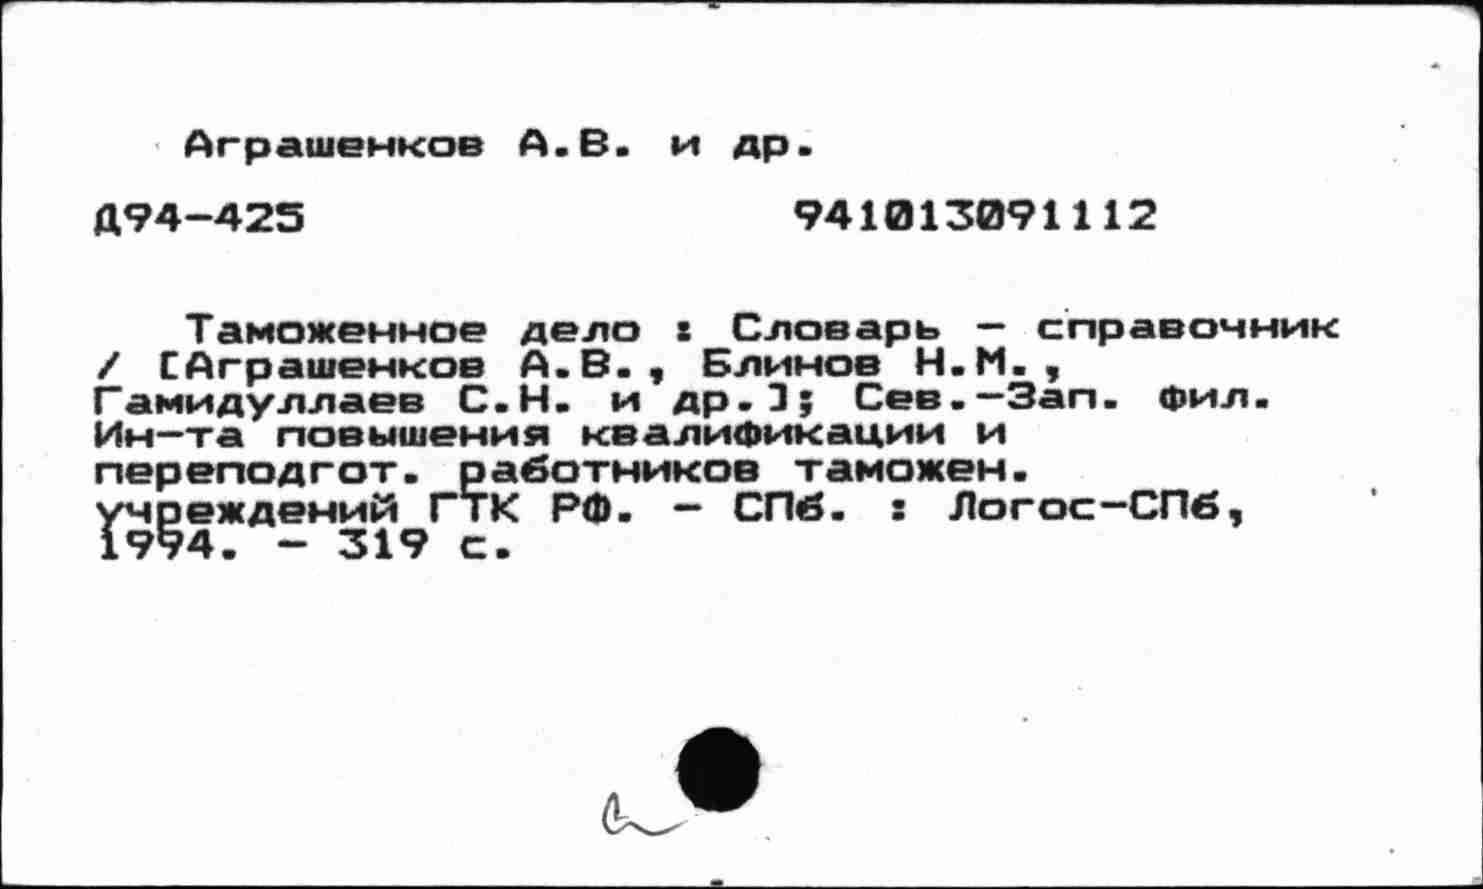 Аграшенков А.В. и др.
Д94-425 941013091112
Таможенное дело : Словарь - справочник
/ [Аграшенков А.В., Блинов Н.М.,
Гамидуллаев С.Н. и др.]; Сев.-Зап. фил.
Ин-та повышения квалификации и
переподгот. работников таможен.
учреждений ГТК РФ. - СПб. : Логос-СПб,
1994. - 319 с.